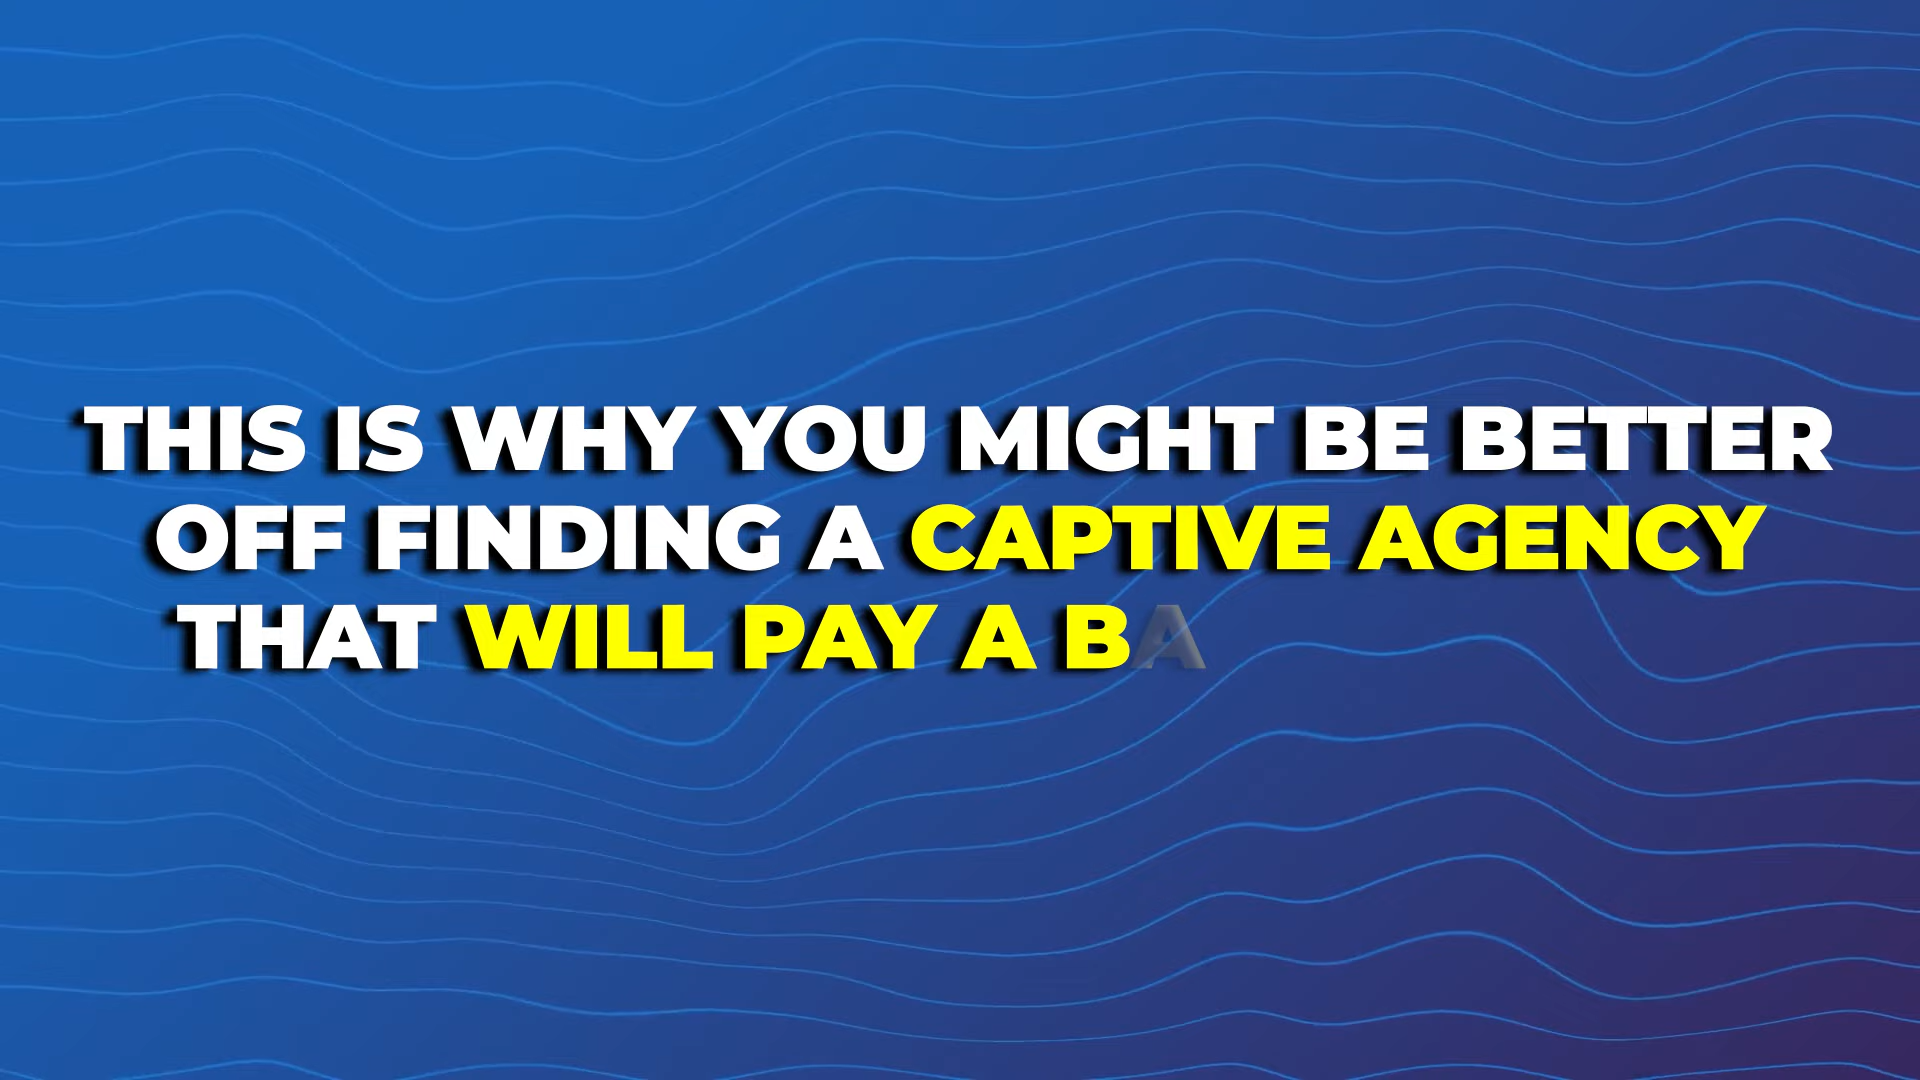 THIS IS WHY YOU MIGHT BE BETTER
OFF FINDING A CAPTIVE AGENCY
THAT WILL PAY A BA